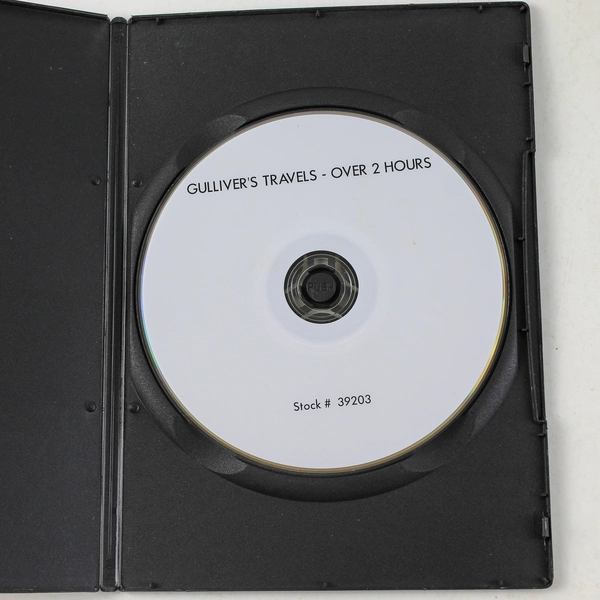 GULLIVER'S TRAVELS - OVER 2 HOURS
PUSH
Stock # 39203